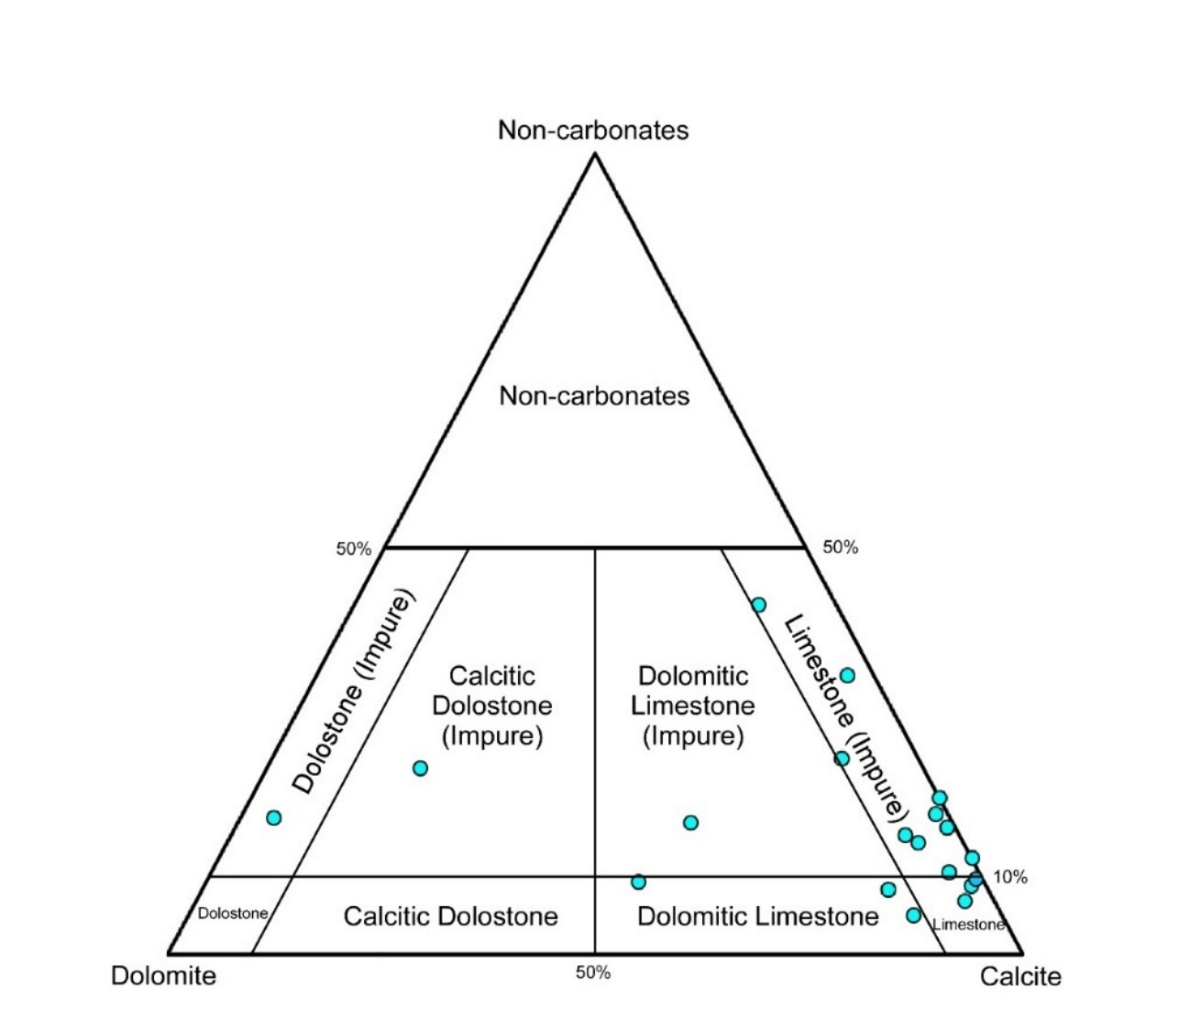 Non-carbonates
Non-carbonates
50%
50%
Dolostone (Impure)
Calcitic
Dolostone
(Impure)
Dolomitic
Limestone
(Impure)
Limestone (Impure)
10%
Dolostone
Calcitic Dolostone
Dolomitic Limestone
Limestone
Dolomite
50%
Calcite